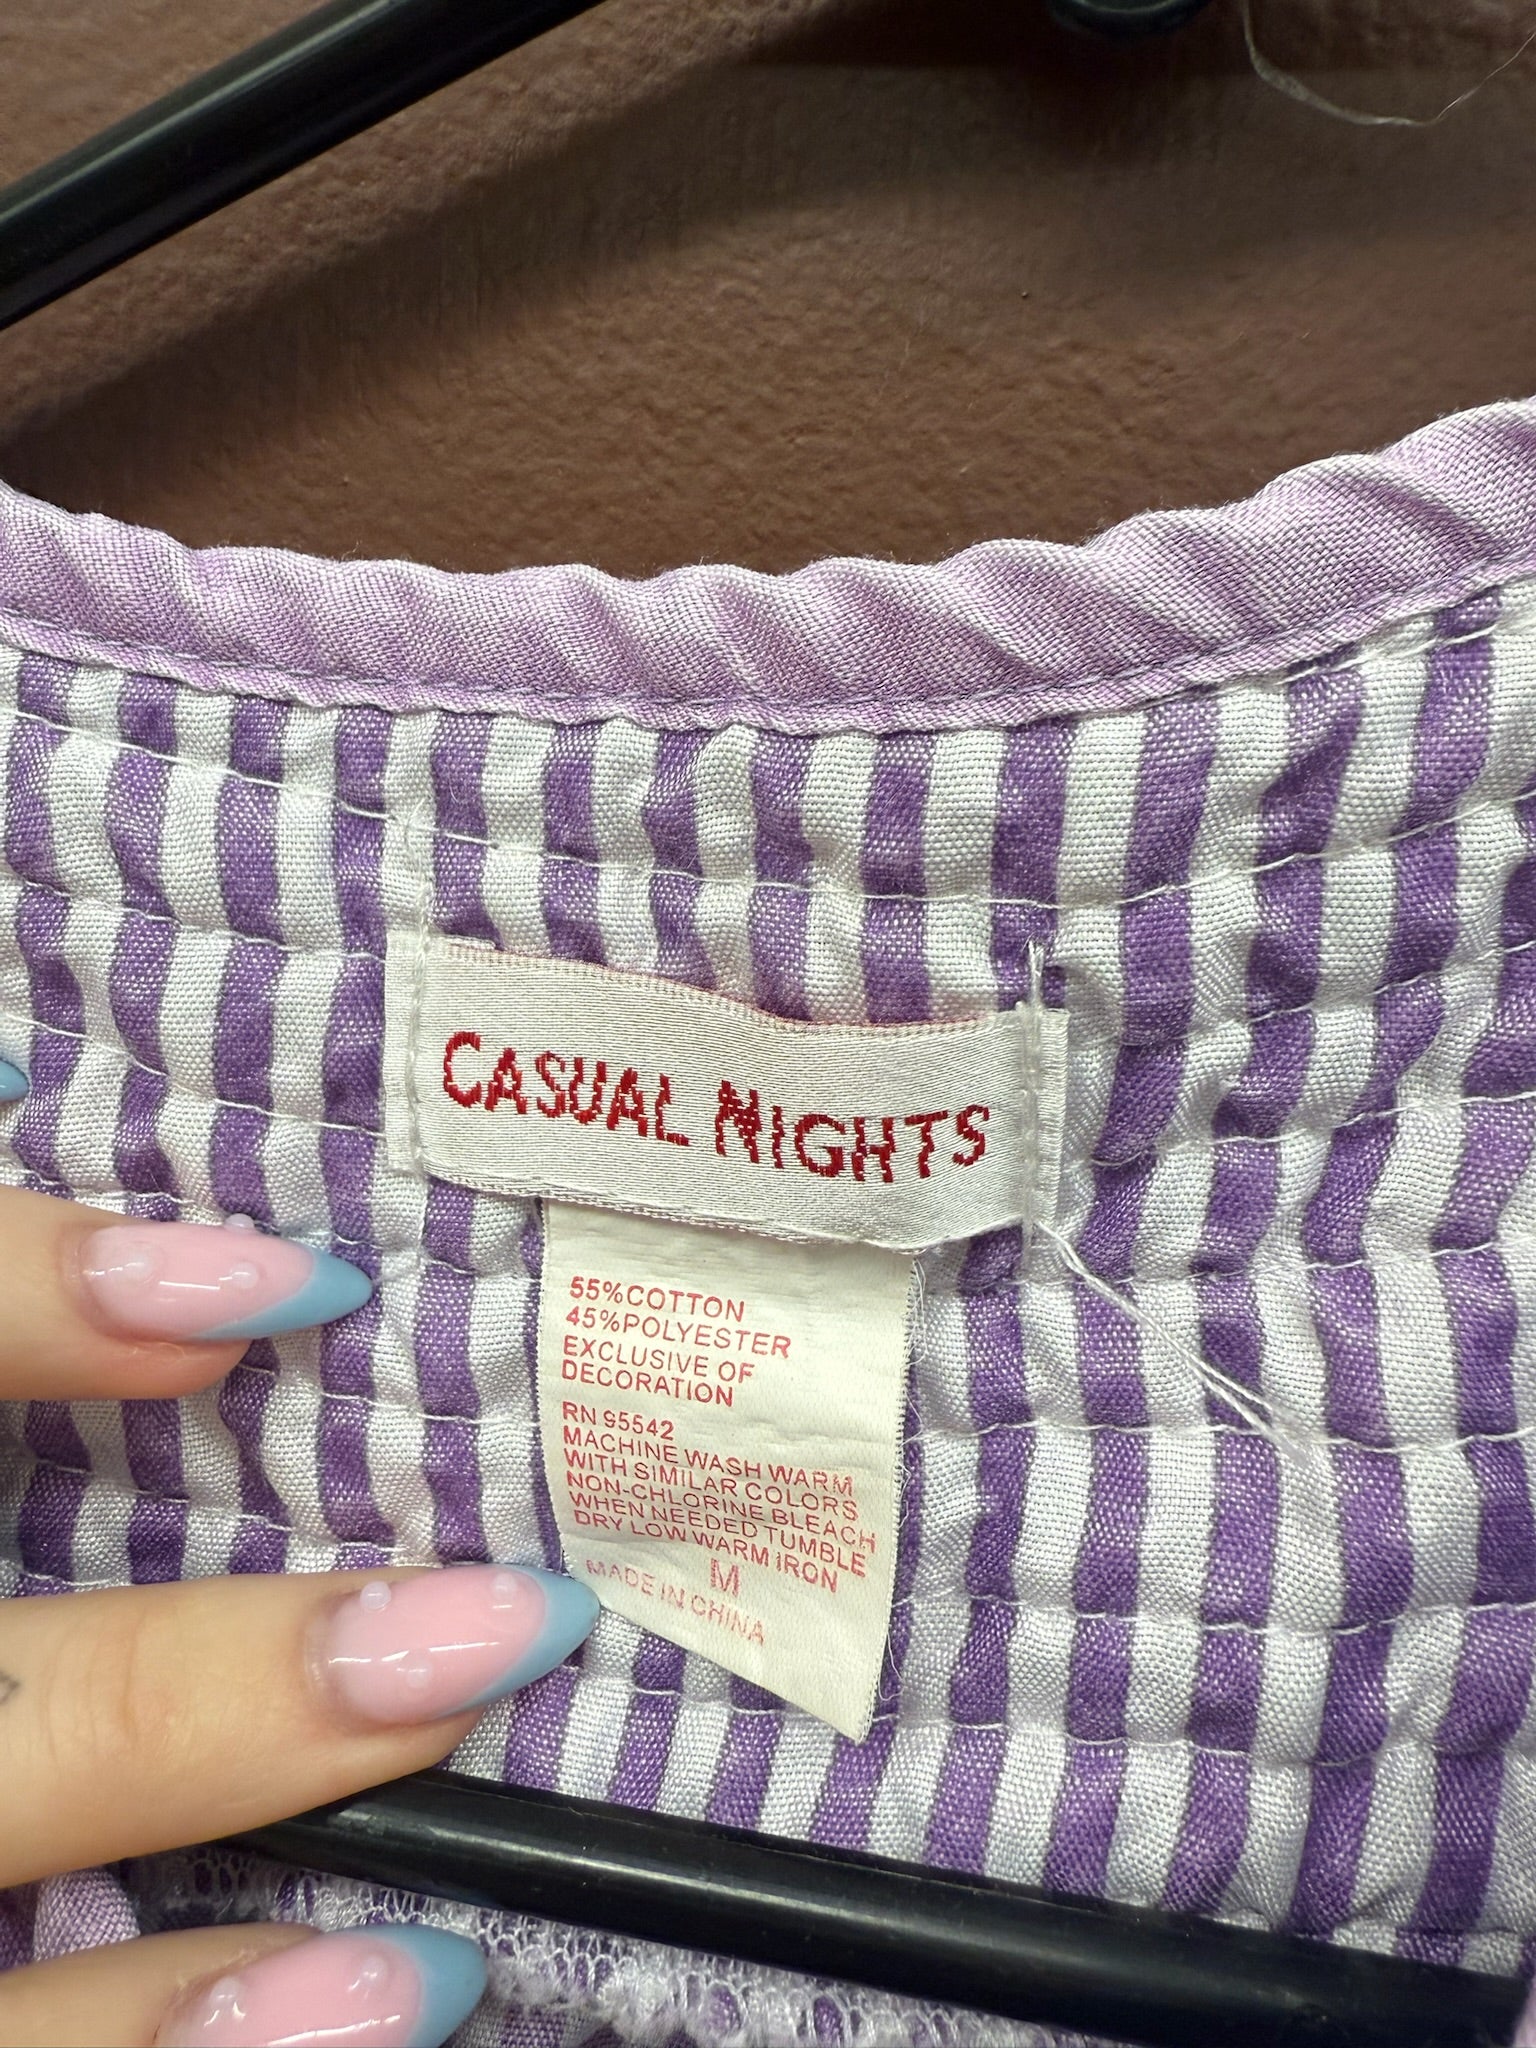 CASUAL NIGHTS
55%COTTON
45%POLYESTER
EXCLUSIVE OF
DECORATION
RN 95542
MACHINE WASH WARM
WITH SIMILAR COLORS
NON-CHLORINE BLEACH
WHEN NEEDED TUMBLE
DRY LOW WARM IRON
M
MADE IN CHINA